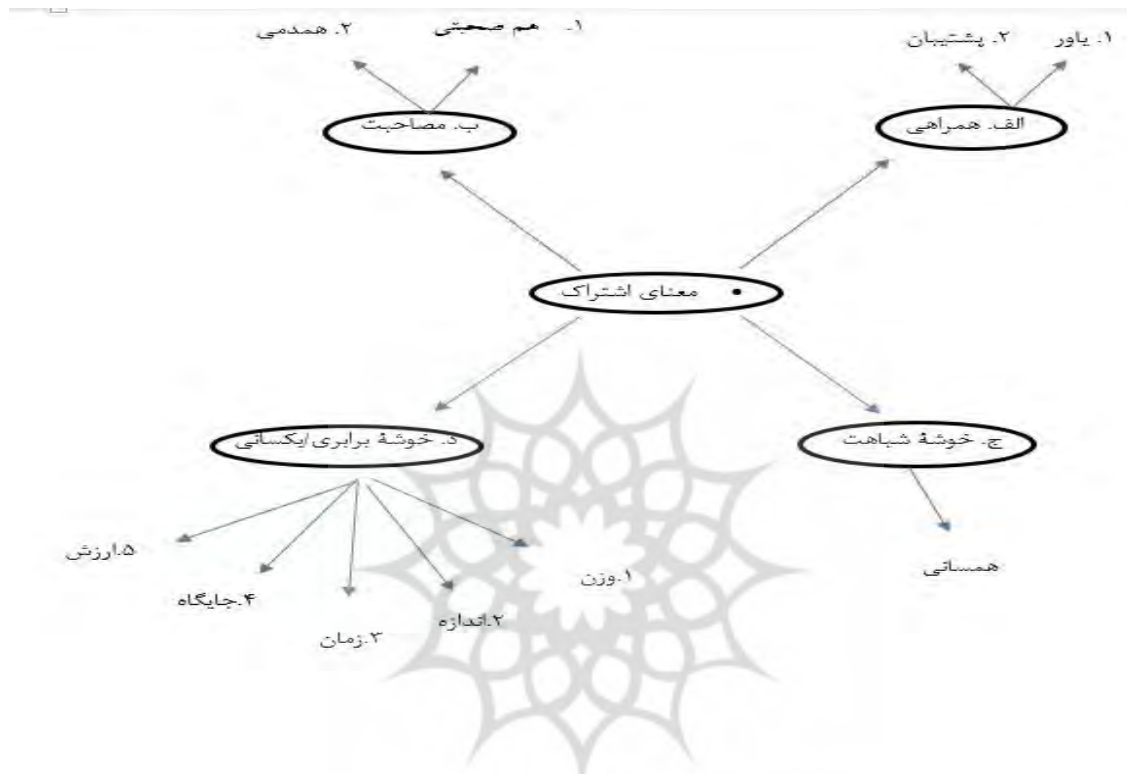 ۱. یاور
۲. پشتیبان
۱. هم صحبتی
۲. همدمی
الف. همراهی
ب. مصاحبت
• معنای اشتراک
ج. خوشهٔ شباهت
د. خوشهٔ برابری/یکسانی
همسانی
۱.وزن
۲.اندازه
۳.زمان
۴.جایگاه
۵.ارزش